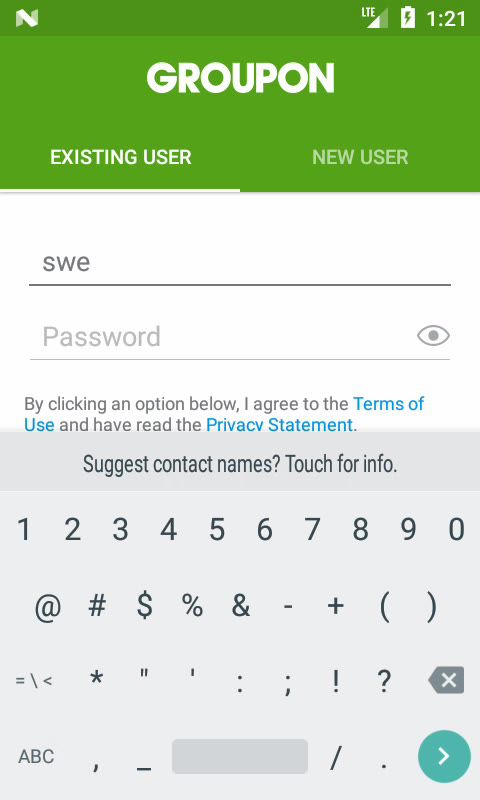 LTE 1:21
GROUPON
EXISTING USER NEW USER
swe
Password
By clicking an option below, I agree to the Terms of
Use and have read the Privacy Statement.
Suggest contact names? Touch for info.
1 2 3 4 5 6 7 8 9 0
@ # $ % & - + ( )
= \ < * " ' : ; ! ?
ABC , _ / .